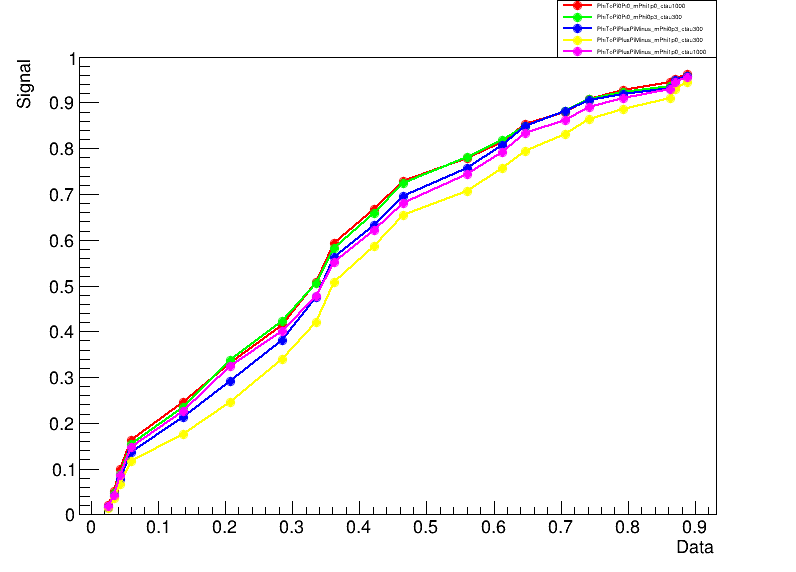 PhiToPi0Pi0_mPhi1p0_ctau1000
PhiToPi0Pi0_mPhi0p3_ctau300
PhiToPiPlusPiMinus_mPhi0p3_ctau300
PhiToPiPlusPiMinus_mPhi1p0_ctau300
PhiToPiPlusPiMinus_mPhi1p0_ctau1000
Signal
1
0.9
0.8
0.7
0.6
0.5
0.4
0.3
0.2
0.1
0
0 0.1 0.2 0.3 0.4 0.5 0.6 0.7 0.8 0.9
Data